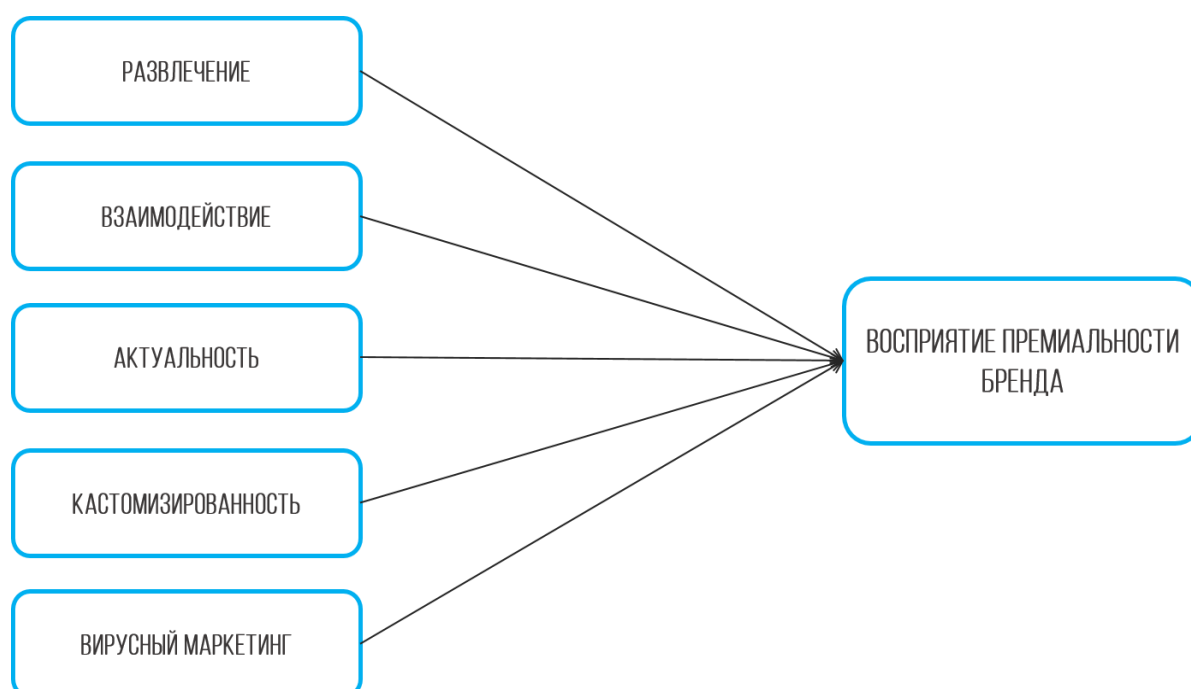 РАЗВЛЕЧЕНИЕ
ВЗАИМОДЕЙСТВИЕ
АКТУАЛЬНОСТЬ
КАСТОМИЗИРОВАННОСТЬ
ВИРУСНЫЙ МАРКЕТИНГ
ВОСПРИЯТИЕ ПРЕМИАЛЬНОСТИ
БРЕНДА